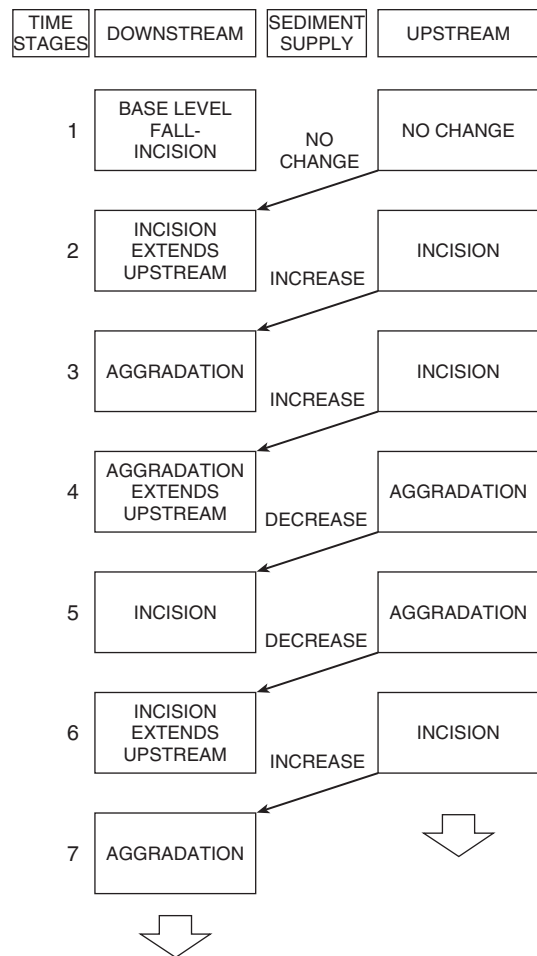 TIME
STAGES
DOWNSTREAM
SEDIMENT
SUPPLY
UPSTREAM
1
BASE LEVEL
FALL-
INCISION
NO
CHANGE
NO CHANGE
2
INCISION
EXTENDS
UPSTREAM
INCREASE
INCISION
3
AGGRADATION
INCREASE
INCISION
4
AGGRADATION
EXTENDS
UPSTREAM
DECREASE
AGGRADATION
5
INCISION
DECREASE
AGGRADATION
6
INCISION
EXTENDS
UPSTREAM
INCREASE
INCISION
7
AGGRADATION